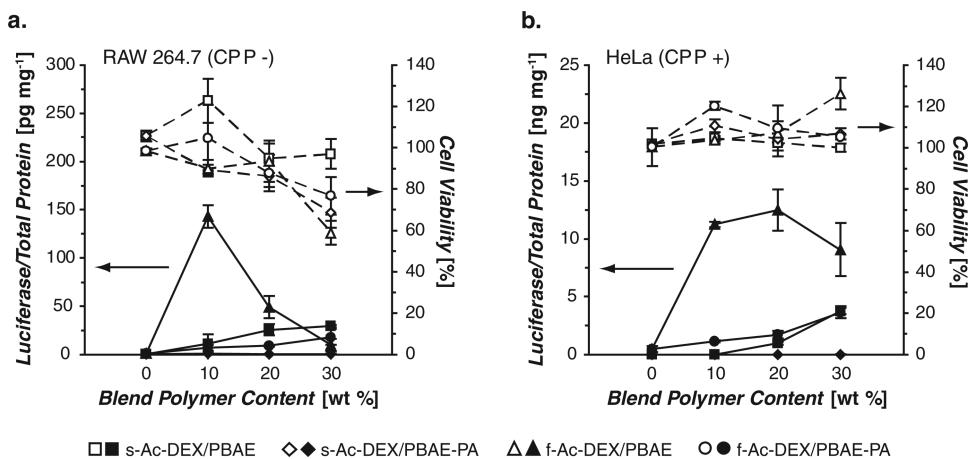 a.
RAW 264.7 (CPP -)
300
250
200
150
100
50
0
Luciferase/Total Protein [pg mg-1]
140
120
100
80
60
40
20
0
Cell Viability [%]
0 10 20 30
Blend Polymer Content [wt %]
b.
HeLa (CPP +)
25
20
15
10
5
0
Luciferase/Total Protein [ng mg-1]
140
120
100
80
60
40
20
0
Cell Viability [%]
0 10 20 30
Blend Polymer Content [wt %]
s-Ac-DEX/PBAE s-Ac-DEX/PBAE-PA f-Ac-DEX/PBAE f-Ac-DEX/PBAE-PA